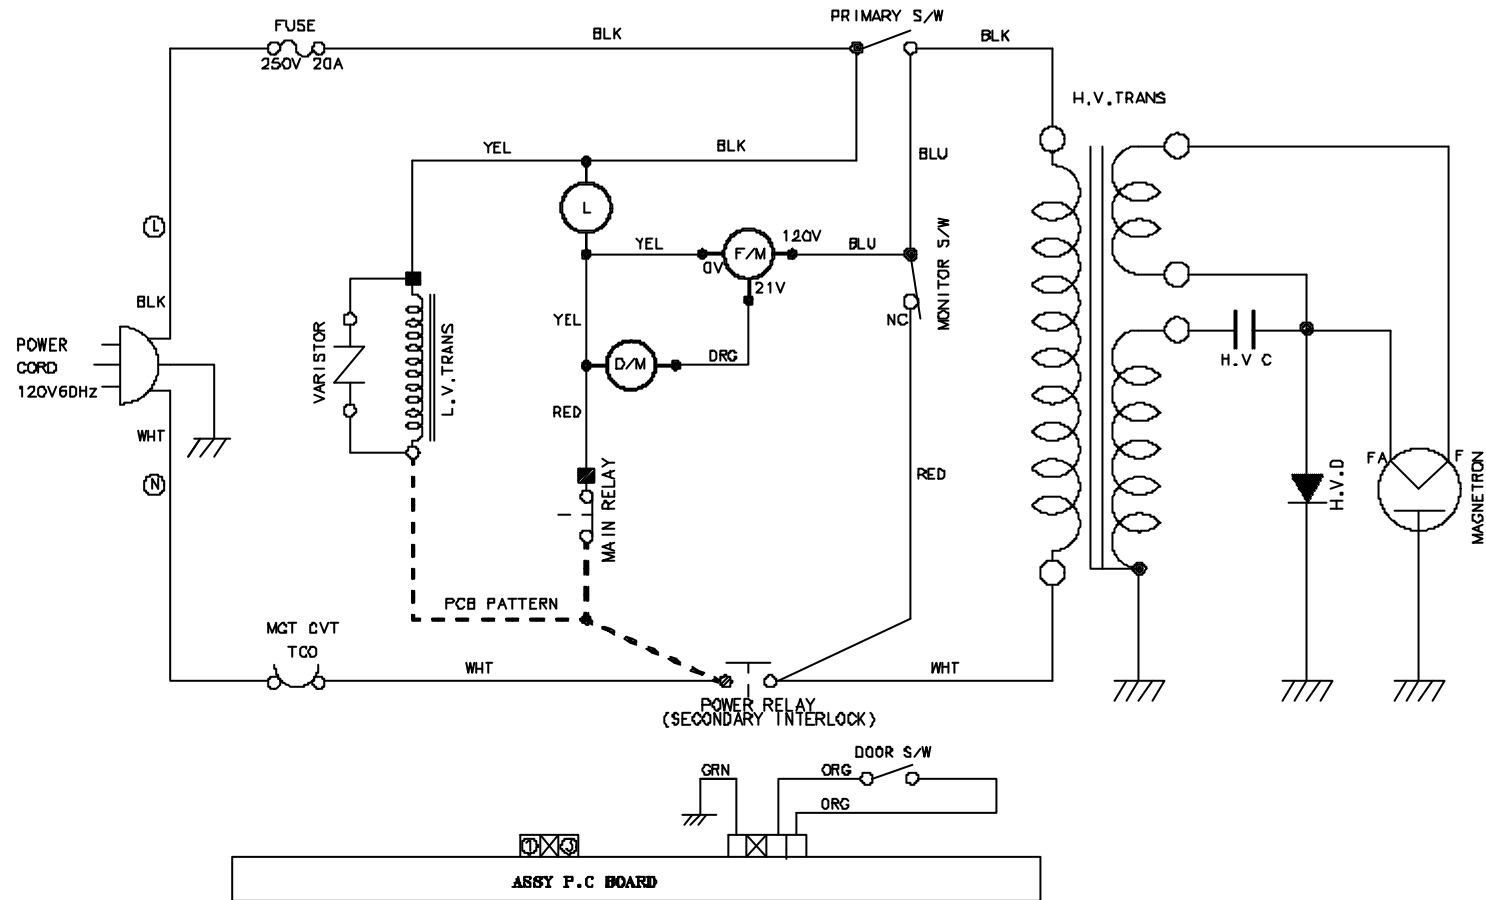 FUSE
250V 20A
BLK
PRIMARY S/W
BLK
H.V.TRANS
YEL
BLK
BLU
L
L
YEL
0V
F/M
120V
21V
BLU
MONITOR S/W
NC
BLK
POWER
CORD
120V60Hz
WHT
N
VARISTOR
L.V.TRANS
YEL
D/M
ORG
RED
MAIN RELAY
RED
H.V C
H.V.D
FA
F
MAGNETRON
PCB PATTERN
MGT CVT
TCO
WHT
WHT
POWER RELAY
(SECONDARY INTERLOCK)
DOOR S/W
GRN
ORG
ORG
1
3
ASSY P.C BOARD